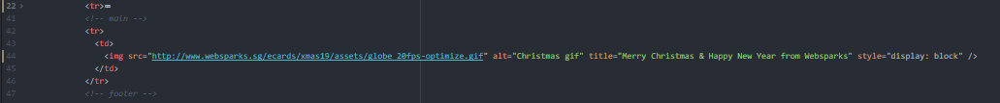 22 <tr>
41 <!-- main -->
42 <tr>
43 <td>
44 <img src="http://www.websparks.sg/ecards/xmas19/assets/globe_20fps-optimize.gif" alt="Christmas gif" title="Merry Christmas & Happy New Year from Websparks" style="display: block" />
45 </td>
46 </tr>
47 <!-- footer -->